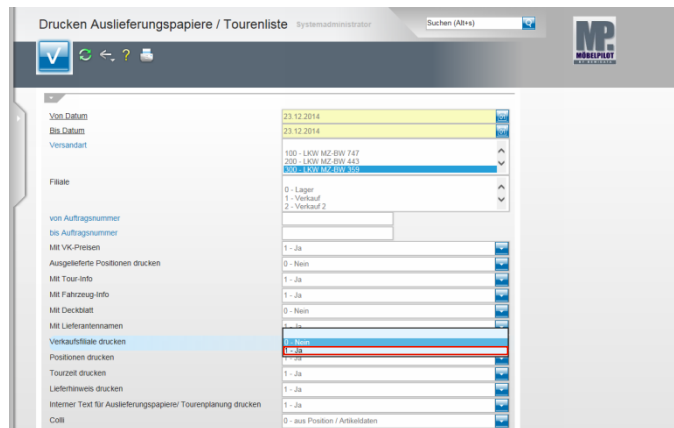 Drucken Auslieferungspapiere / Tourenliste Systemadministrator
Suchen (Alt+s)
MP
MÖBELPILOT
Von Datum 23.12.2014
Bis Datum 23.12.2014
Versandart
100 - LKW MZ-BW 747
200 - LKW MZ-BW 443
300 - LKW MZ-BW 359
Filiale
0 - Lager
1 - Verkauf
2 - Verkauf 2
von Auftragsnummer
bis Auftragsnummer
Mit VK-Preisen 1 - Ja
Ausgelieferte Positionen drucken 0 - Nein
Mit Tour-Info 1 - Ja
Mit Fahrzeug-Info 1 - Ja
Mit Deckblatt 0 - Nein
Mit Lieferantennamen 1 - Ja
Verkaufsfiliale drucken 0 - Nein
1 - Ja
Positionen drucken 1 - Ja
Tourzeit drucken 1 - Ja
Lieferhinweis drucken 1 - Ja
Interner Text für Auslieferungspapiere/ Tourenplanung drucken 1 - Ja
Colli 0 - aus Position / Artikeldaten